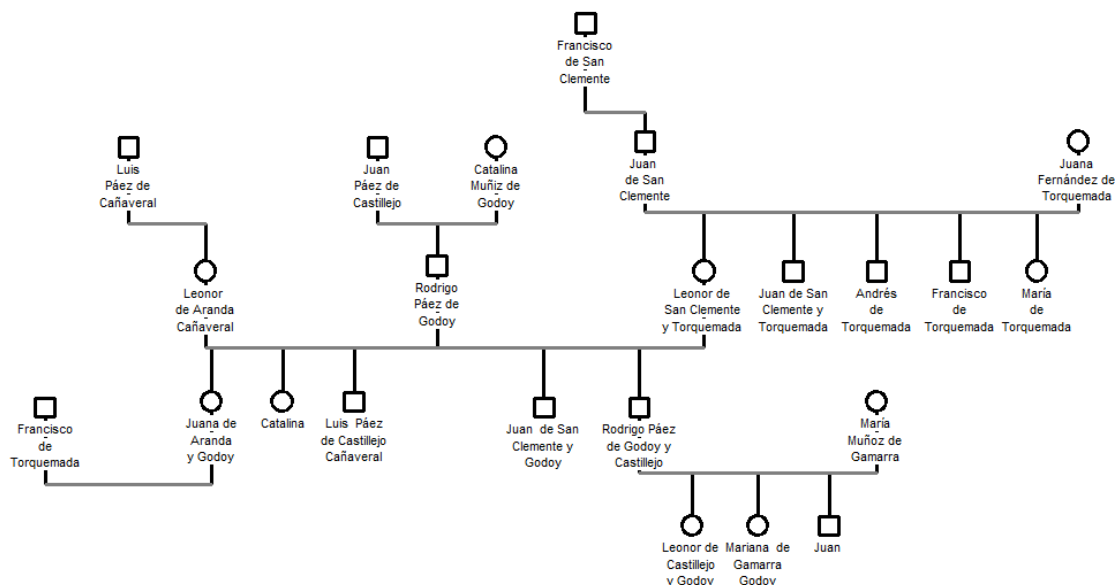 Francisco
de San
Clemente
Luis
Páez de
Cañaveral
Juan
Páez de
Castillejo
Catalina
Muñiz de
Godoy
Juan
de San
Clemente
Juana
Fernández de
Torquemada
Leonor
de Aranda
Cañaveral
Rodrigo
Páez de
Godoy
Leonor de
San Clemente
y Torquemada
Juan de San
Clemente y
Torquemada
Andrés
de
Torquemada
Francisco
de
Torquemada
María
de
Torquemada
Francisco
de
Torquemada
Juana de
Aranda
y Godoy
Catalina
Luis Páez
de Castillejo
Cañaveral
Juan de San
Clemente y
Godoy
Rodrigo Páez
de Godoy y
Castillejo
María
Muñoz de
Gamarra
Leonor de
Castillejo
y Godoy
Mariana de
Gamarra
Godoy
Juan